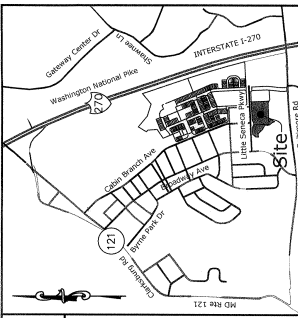 Gateway Center Dr
Shawnee Ln
INTERSTATE I-270
Washington National Pike
270
Little Seneca Pkwy
Site
Cabin Branch Ave
Broadway Ave
121
Byrne Park Dr
Clarksburg Rd
MD Rte 121